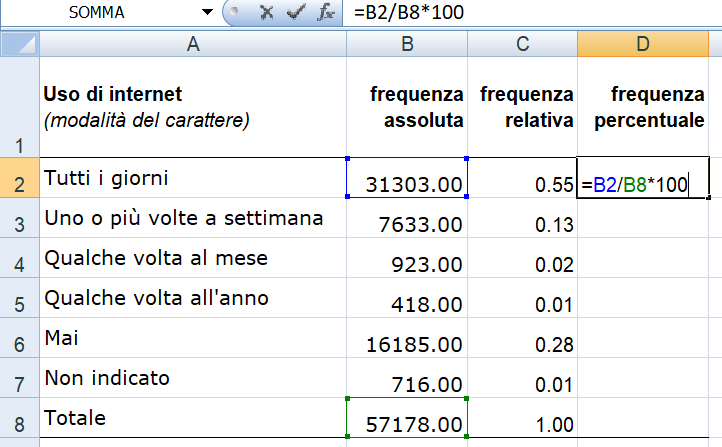 SOMMA =B2/B8*100
A B C D
1 Uso di internet frequenza frequenza frequenza
(modalità del carattere) assoluta relativa percentuale
2 Tutti i giorni 31303.00 0.55 =B2/B8*100
3 Uno o più volte a settimana 7633.00 0.13
4 Qualche volta al mese 923.00 0.02
5 Qualche volta all'anno 418.00 0.01
6 Mai 16185.00 0.28
7 Non indicato 716.00 0.01
8 Totale 57178.00 1.00